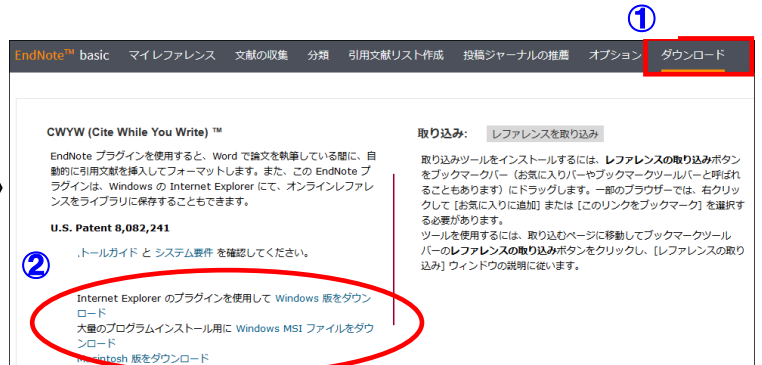 ①
EndNote™ basic マイレファレンス 文献の収集 分類 引用文献リスト作成 投稿ジャーナルの推薦 オプション ダウンロード
CWYW (Cite While You Write) ™
EndNote プラグインを使用すると、Word で論文を執筆している間に、自
動的に引用文献を挿入してフォーマットします。また、この EndNote プ
ラグインは、Windows の Internet Explorer にて、オンラインレファレ
ンスをライブラリに保存することもできます。
U.S. Patent 8,082,241
.トールガイド と システム要件 を確認してください。
②
Internet Explorer のプラグインを使用して Windows 版をダウン
ロード
大量のプログラムインストール用に Windows MSI ファイルをダウ
ンロード
Macintosh 版をダウンロード
取り込み: レファレンスを取り込み
取り込みツールをインストールするには、レファレンスの取り込みボタン
をブックマークバー（お気に入りバーやブックマークツールバーと呼ばれ
ることもあります）にドラッグします。一部のブラウザーでは、右クリッ
クして [お気に入りに追加] または [このリンクをブックマーク] を選択す
る必要があります。
ツールを使用するには、取り込むページに移動してブックマークツール
バーのレファレンスの取り込みボタンをクリックし、[レファレンスの取り
込み] ウィンドウの説明に従います。